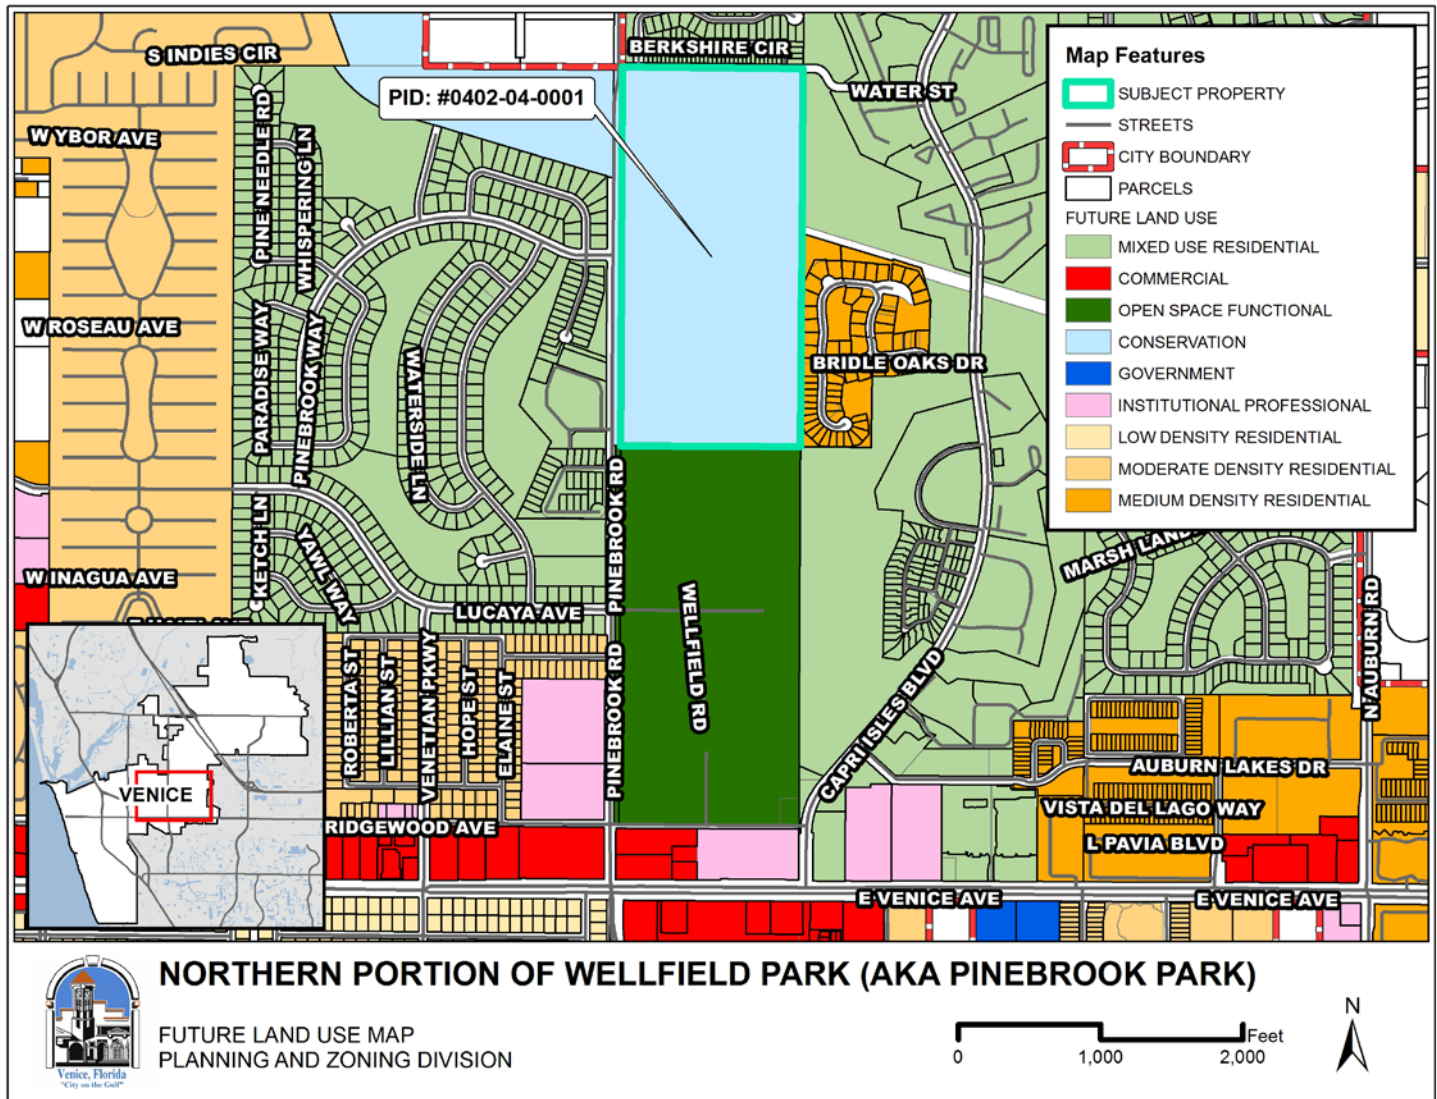 S INDIES CIR
BERKSHIRE CIR
WATER ST
PID: #0402-04-0001
W YBOR AVE
PINE NEEDLE RD
WHISPERING LN
W ROSEAU AVE
PARADISE WAY
PINEBROOK WAY
WATERSIDE LN
BRIDLE OAKS DR
PINEBROOK RD
KETCH LN
YAWL WAY
W INAGUA AVE
LUCAYA AVE
WELLFIELD RD
MARSH LAND
N AUBURN RD
ROBERTA ST
LILLIAN ST
VENETIAN PKWY
HOPE ST
ELAINE ST
PINEBROOK RD
CAPRI ISLES BLVD
AUBURN LAKES DR
VISTA DEL LAGO WAY
L PAVIA BLVD
RIDGEWOOD AVE
E VENICE AVE
E VENICE AVE
VENICE
Map Features
SUBJECT PROPERTY
STREETS
CITY BOUNDARY
PARCELS
FUTURE LAND USE
MIXED USE RESIDENTIAL
COMMERCIAL
OPEN SPACE FUNCTIONAL
CONSERVATION
GOVERNMENT
INSTITUTIONAL PROFESSIONAL
LOW DENSITY RESIDENTIAL
MODERATE DENSITY RESIDENTIAL
MEDIUM DENSITY RESIDENTIAL
NORTHERN PORTION OF WELLFIELD PARK (AKA PINEBROOK PARK)
FUTURE LAND USE MAP
PLANNING AND ZONING DIVISION
Venice, Florida
"City on the Gulf"
Feet
0 1,000 2,000
N